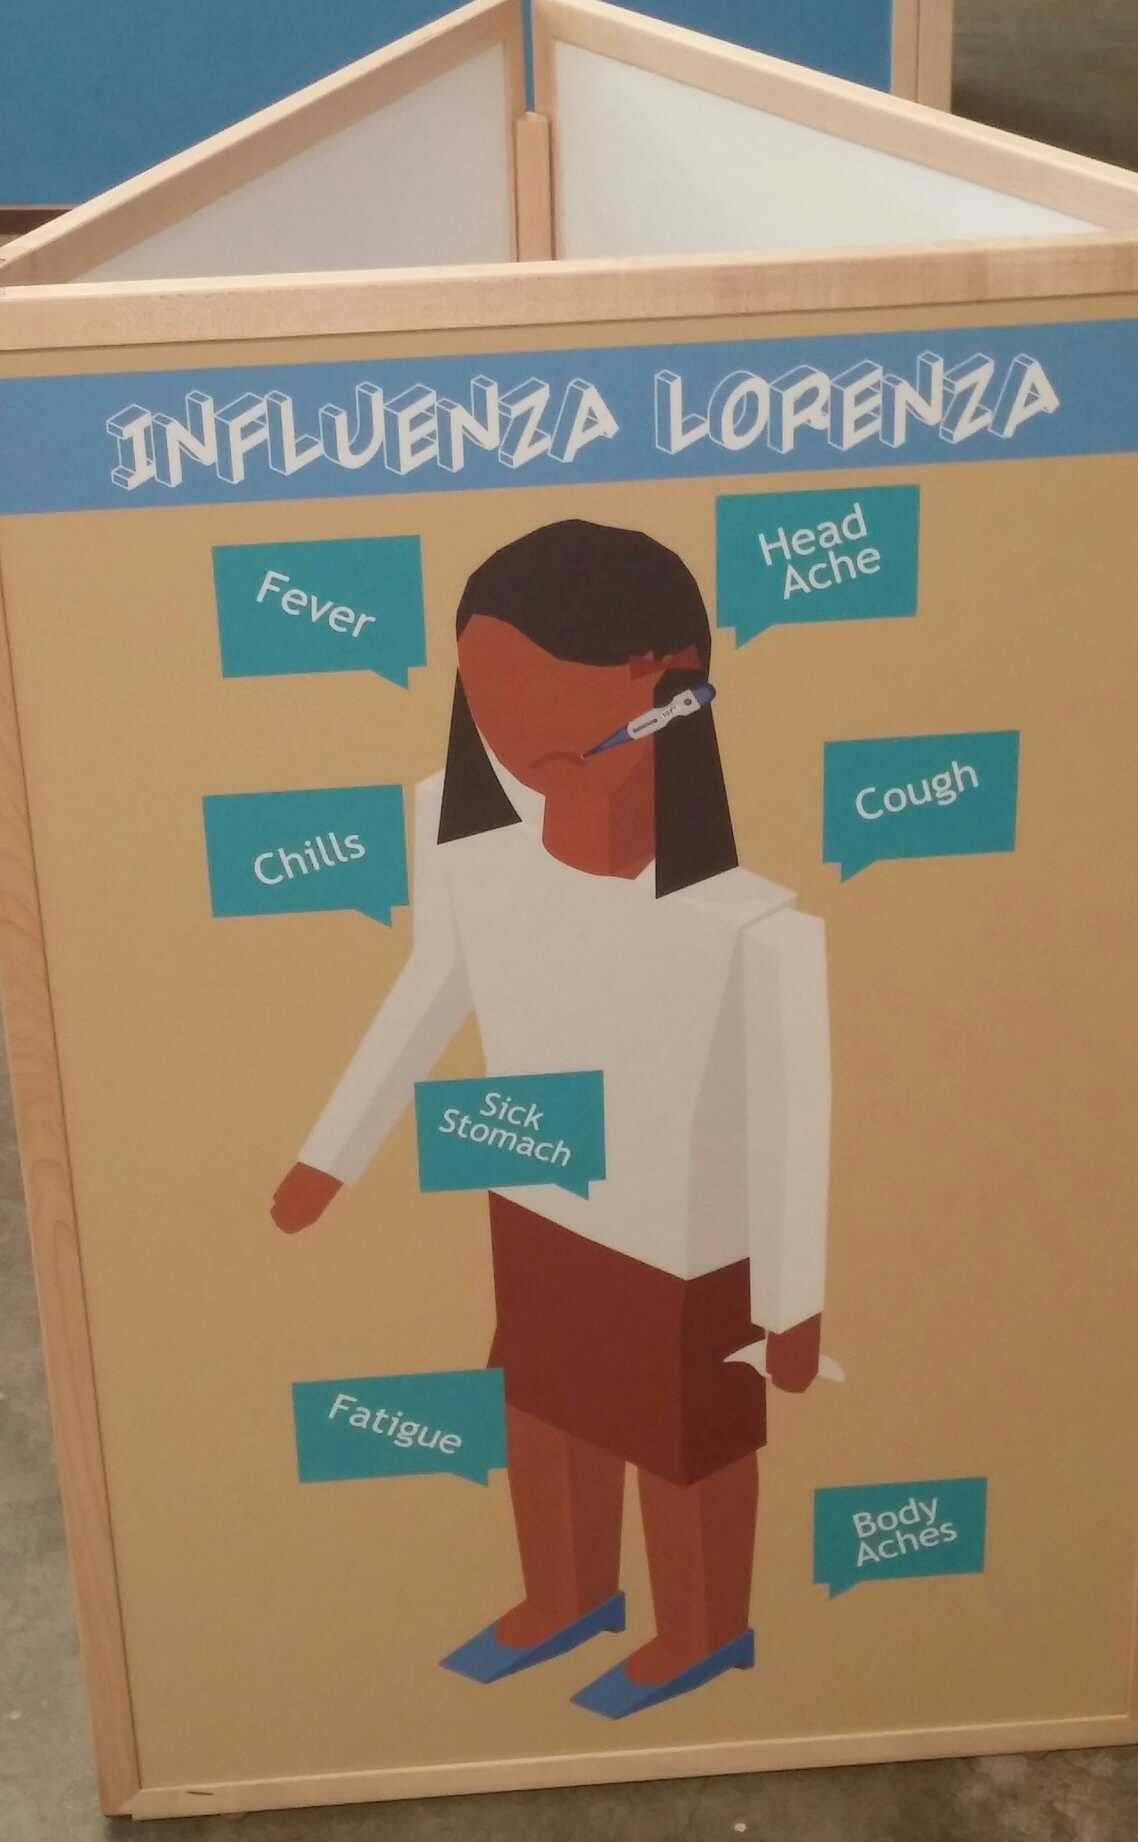 INFLUENZA LORENZA
Fever
Head
Ache
Chills
Cough
Sick
Stomach
Fatigue
Body
Aches